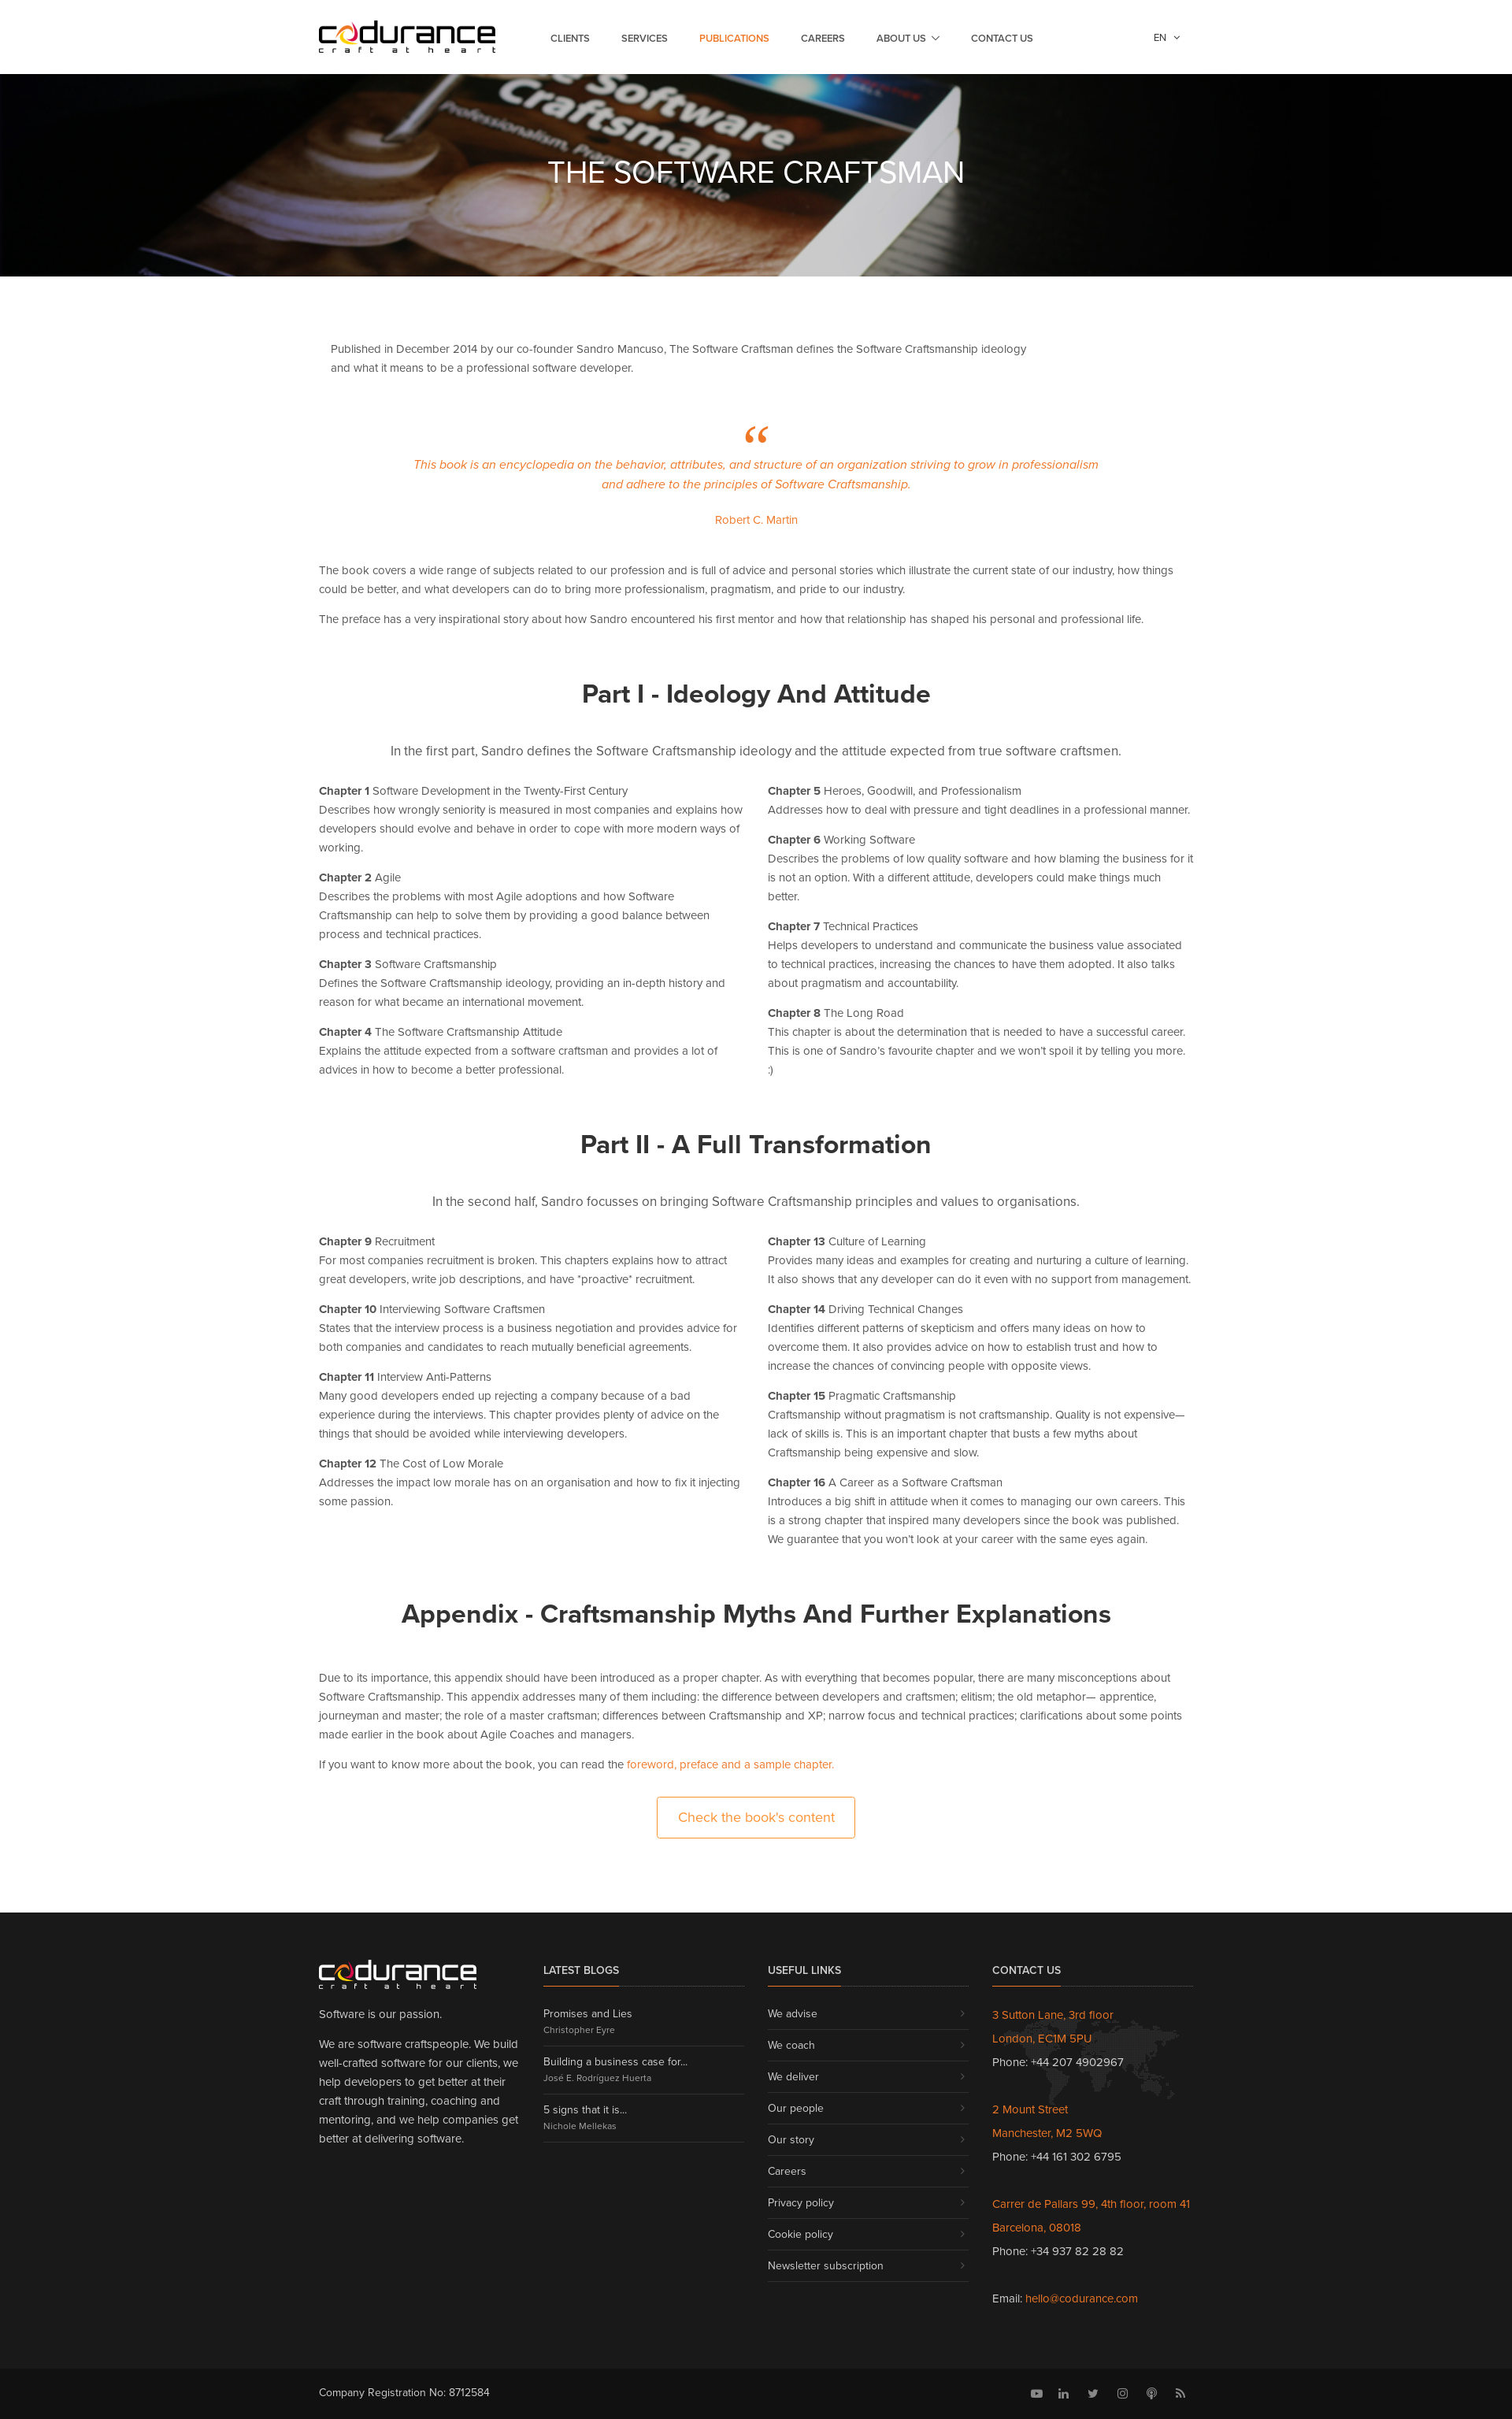 codurance
craft at heart
CLIENTS
SERVICES
PUBLICATIONS
CAREERS
ABOUT US
CONTACT US
EN
Software
Craftsman
Professionalism, Pragmatism, Pride
THE SOFTWARE CRAFTSMAN
Published in December 2014 by our co-founder Sandro Mancuso, The Software Craftsman defines the Software Craftsmanship ideology
and what it means to be a professional software developer.
“
This book is an encyclopedia on the behavior, attributes, and structure of an organization striving to grow in professionalism
and adhere to the principles of Software Craftsmanship.
Robert C. Martin
The book covers a wide range of subjects related to our profession and is full of advice and personal stories which illustrate the current state of our industry, how things
could be better, and what developers can do to bring more professionalism, pragmatism, and pride to our industry.
The preface has a very inspirational story about how Sandro encountered his first mentor and how that relationship has shaped his personal and professional life.
Part I - Ideology And Attitude
In the first part, Sandro defines the Software Craftsmanship ideology and the attitude expected from true software craftsmen.
Chapter 1 Software Development in the Twenty-First Century
Describes how wrongly seniority is measured in most companies and explains how
developers should evolve and behave in order to cope with more modern ways of
working.
Chapter 2 Agile
Describes the problems with most Agile adoptions and how Software
Craftsmanship can help to solve them by providing a good balance between
process and technical practices.
Chapter 3 Software Craftsmanship
Defines the Software Craftsmanship ideology, providing an in-depth history and
reason for what became an international movement.
Chapter 4 The Software Craftsmanship Attitude
Explains the attitude expected from a software craftsman and provides a lot of
advices in how to become a better professional.
Chapter 5 Heroes, Goodwill, and Professionalism
Addresses how to deal with pressure and tight deadlines in a professional manner.
Chapter 6 Working Software
Describes the problems of low quality software and how blaming the business for it
is not an option. With a different attitude, developers could make things much
better.
Chapter 7 Technical Practices
Helps developers to understand and communicate the business value associated
to technical practices, increasing the chances to have them adopted. It also talks
about pragmatism and accountability.
Chapter 8 The Long Road
This chapter is about the determination that is needed to have a successful career.
This is one of Sandro’s favourite chapter and we won’t spoil it by telling you more.
:)
Part II - A Full Transformation
In the second half, Sandro focusses on bringing Software Craftsmanship principles and values to organisations.
Chapter 9 Recruitment
For most companies recruitment is broken. This chapters explains how to attract
great developers, write job descriptions, and have "proactive" recruitment.
Chapter 10 Interviewing Software Craftsmen
States that the interview process is a business negotiation and provides advice for
both companies and candidates to reach mutually beneficial agreements.
Chapter 11 Interview Anti-Patterns
Many good developers ended up rejecting a company because of a bad
experience during the interviews. This chapter provides plenty of advice on the
things that should be avoided while interviewing developers.
Chapter 12 The Cost of Low Morale
Addresses the impact low morale has on an organisation and how to fix it injecting
some passion.
Chapter 13 Culture of Learning
Provides many ideas and examples for creating and nurturing a culture of learning.
It also shows that any developer can do it even with no support from management.
Chapter 14 Driving Technical Changes
Identifies different patterns of skepticism and offers many ideas on how to
overcome them. It also provides advice on how to establish trust and how to
increase the chances of convincing people with opposite views.
Chapter 15 Pragmatic Craftsmanship
Craftsmanship without pragmatism is not craftsmanship. Quality is not expensive—
lack of skills is. This is an important chapter that busts a few myths about
Craftsmanship being expensive and slow.
Chapter 16 A Career as a Software Craftsman
Introduces a big shift in attitude when it comes to managing our own careers. This
is a strong chapter that inspired many developers since the book was published.
We guarantee that you won’t look at your career with the same eyes again.
Appendix - Craftsmanship Myths And Further Explanations
Due to its importance, this appendix should have been introduced as a proper chapter. As with everything that becomes popular, there are many misconceptions about
Software Craftsmanship. This appendix addresses many of them including: the difference between developers and craftsmen; elitism; the old metaphor— apprentice,
journeyman and master; the role of a master craftsman; differences between Craftsmanship and XP; narrow focus and technical practices; clarifications about some points
made earlier in the book about Agile Coaches and managers.
If you want to know more about the book, you can read the foreword, preface and a sample chapter.
Check the book's content
codurance
craft at heart
Software is our passion.
We are software craftspeople. We build
well-crafted software for our clients, we
help developers to get better at their
craft through training, coaching and
mentoring, and we help companies get
better at delivering software.
LATEST BLOGS
Promises and Lies
Christopher Eyre
Building a business case for...
José E. Rodríguez Huerta
5 signs that it is...
Nichole Mellekas
USEFUL LINKS
We advise
We coach
We deliver
Our people
Our story
Careers
Privacy policy
Cookie policy
Newsletter subscription
CONTACT US
3 Sutton Lane, 3rd floor
London, EC1M 5PU
Phone: +44 207 4902967
2 Mount Street
Manchester, M2 5WQ
Phone: +44 161 302 6795
Carrer de Pallars 99, 4th floor, room 41
Barcelona, 08018
Phone: +34 937 82 28 82
Email: hello@codurance.com
Company Registration No: 8712584